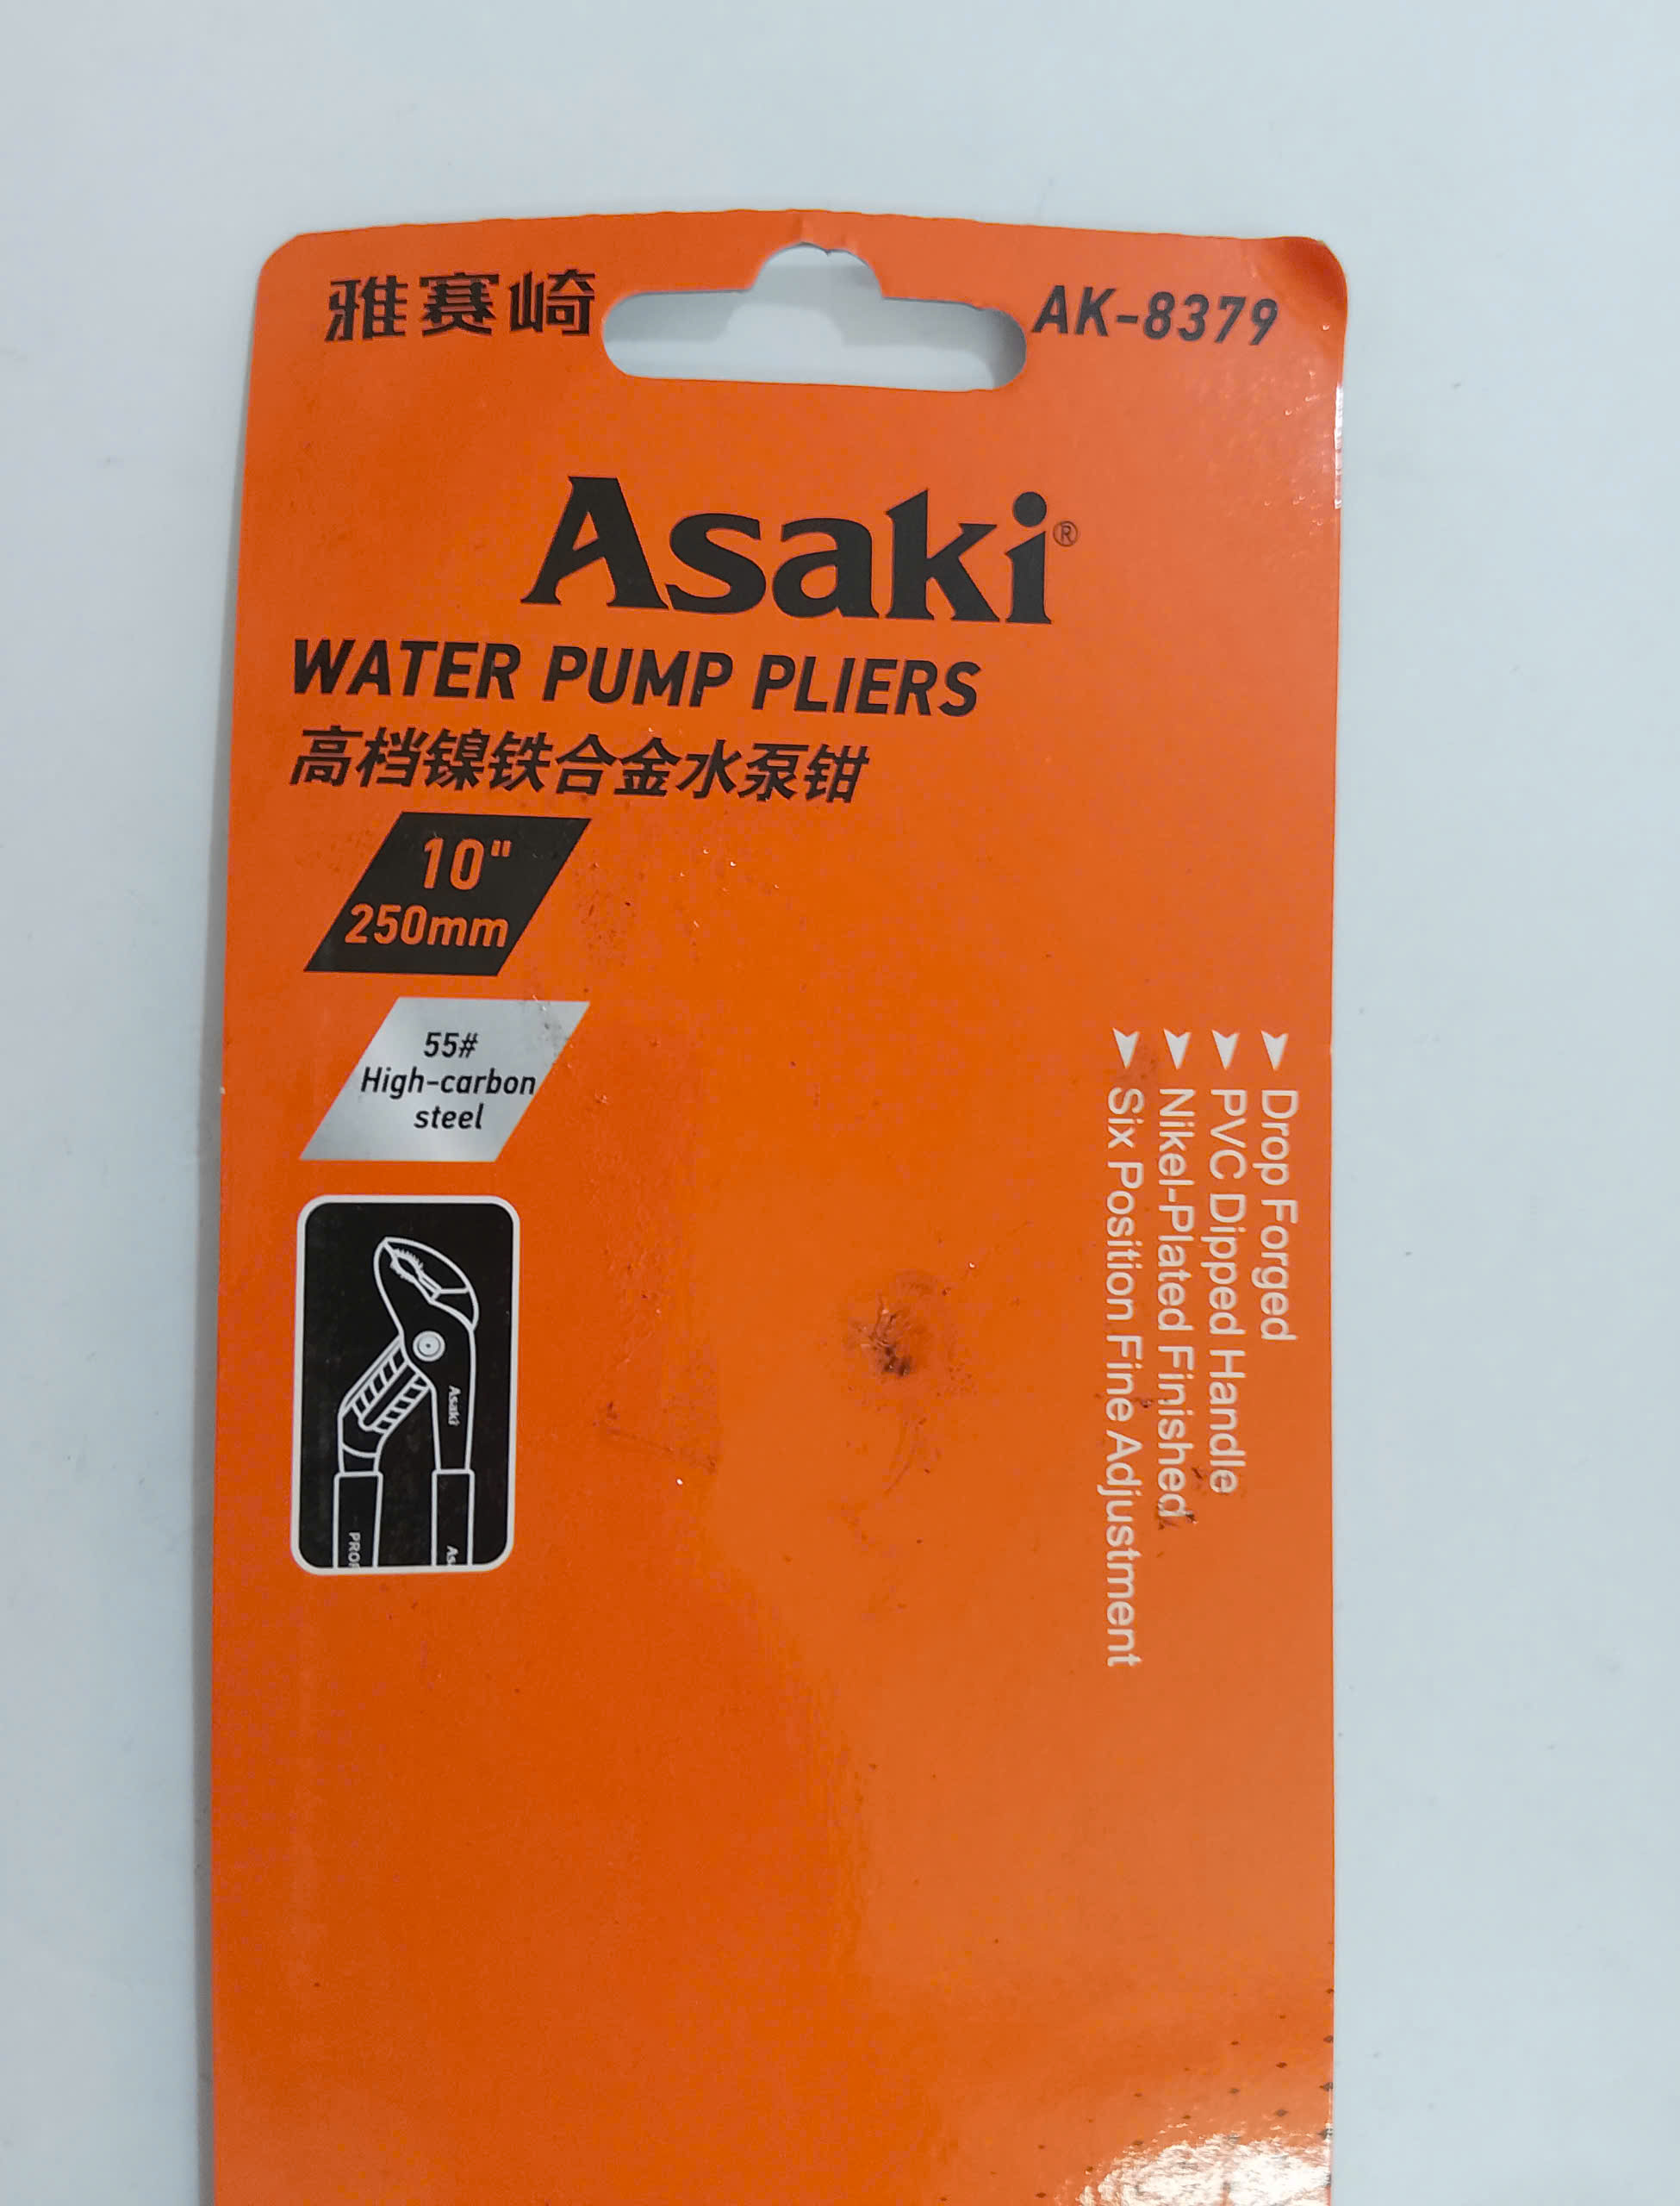 雅赛崎
AK-8379
Asaki®
WATER PUMP PLIERS
高档镍铁合金水泵钳
10"
250mm
55#
High-carbon
steel
Drop Forged
PVC Dipped Handle
Nikel-Plated Finished
Six Position Fine Adjustment
Asaki